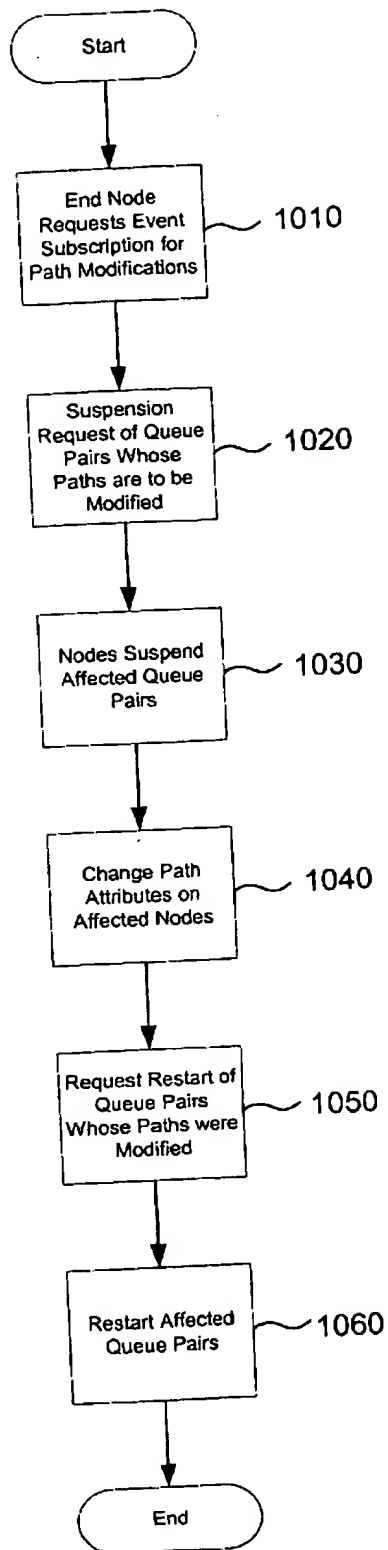 Start
End Node
Requests Event
Subscription for
Path Modifications
1010
Suspension
Request of Queue
Pairs Whose
Paths are to be
Modified
1020
Nodes Suspend
Affected Queue
Pairs
1030
Change Path
Attributes on
Affected Nodes
1040
Request Restart of
Queue Pairs
Whose Paths were
Modified
1050
Restart Affected
Queue Pairs
1060
End